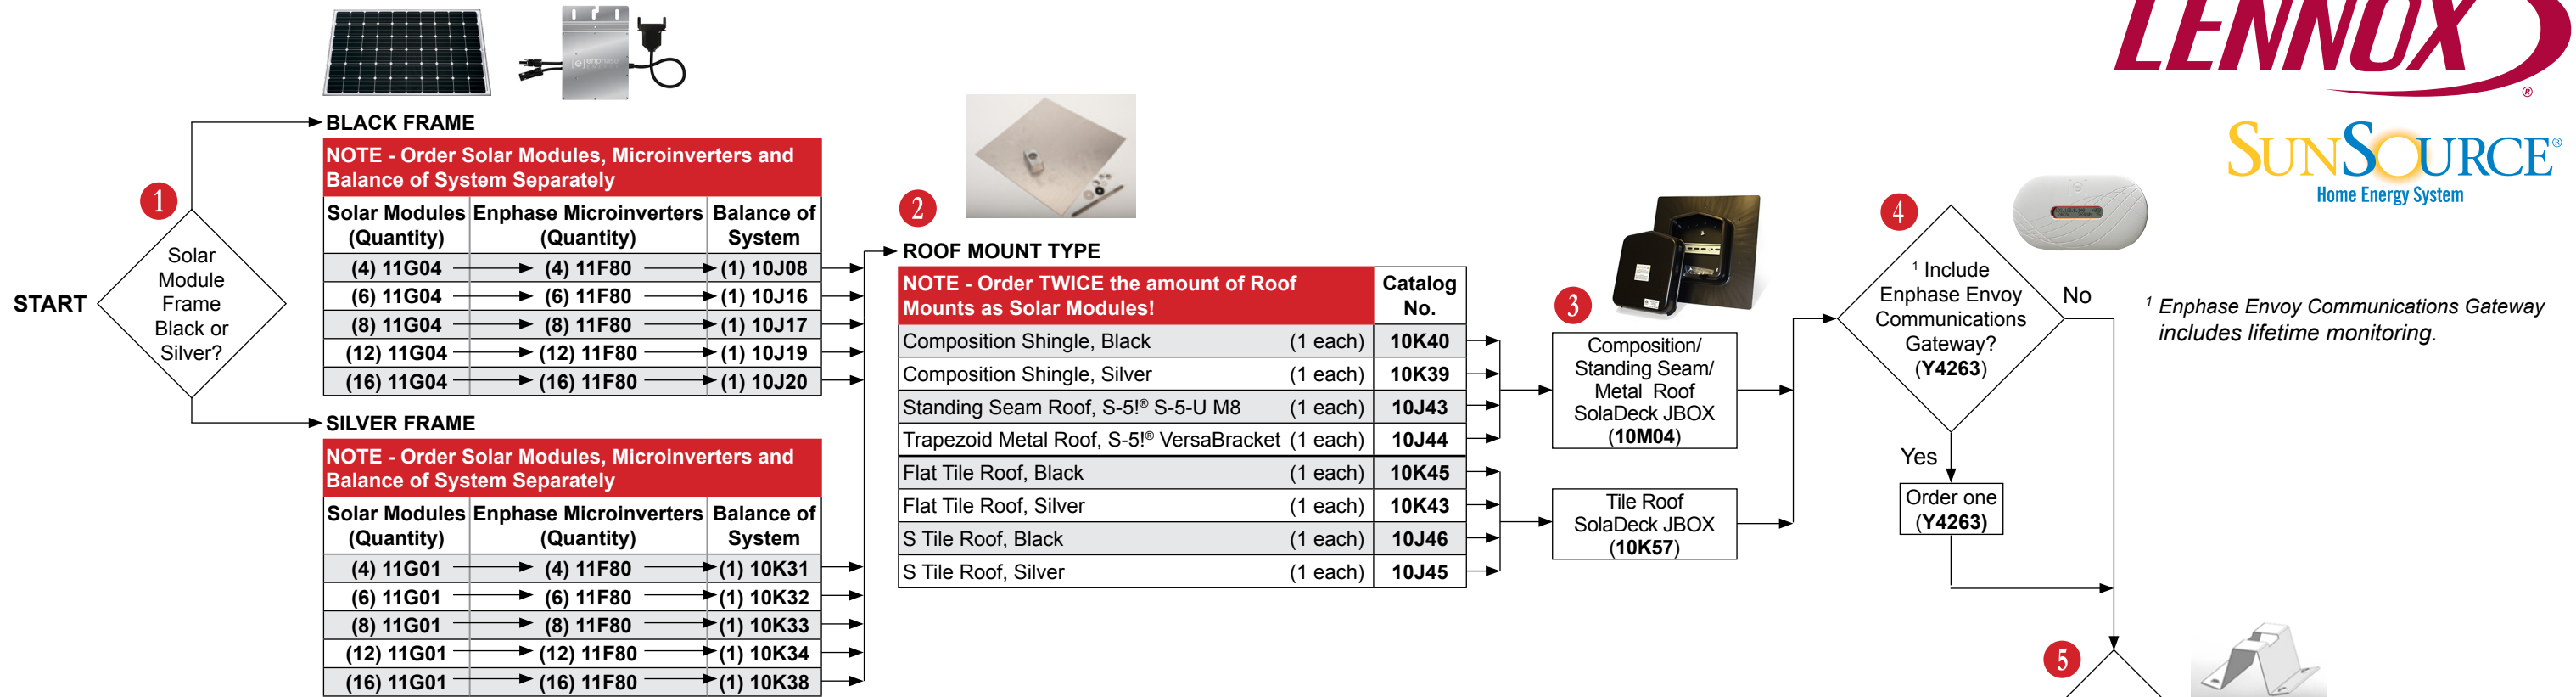 LENNOX
®
SUNSOURCE®
Home Energy System
START
1
Solar
Module
Frame
Black or
Silver?
[e] enphase
BLACK FRAME
NOTE - Order Solar Modules, Microinverters and
Balance of System Separately
Solar Modules Enphase Microinverters Balance of
(Quantity) (Quantity) System
(4) 11G04 (4) 11F80 (1) 10J08
(6) 11G04 (6) 11F80 (1) 10J16
(8) 11G04 (8) 11F80 (1) 10J17
(12) 11G04 (12) 11F80 (1) 10J19
(16) 11G04 (16) 11F80 (1) 10J20
SILVER FRAME
NOTE - Order Solar Modules, Microinverters and
Balance of System Separately
Solar Modules Enphase Microinverters Balance of
(Quantity) (Quantity) System
(4) 11G01 (4) 11F80 (1) 10K31
(6) 11G01 (6) 11F80 (1) 10K32
(8) 11G01 (8) 11F80 (1) 10K33
(12) 11G01 (12) 11F80 (1) 10K34
(16) 11G01 (16) 11F80 (1) 10K38
2
ROOF MOUNT TYPE
NOTE - Order TWICE the amount of Roof Catalog
Mounts as Solar Modules! No.
Composition Shingle, Black (1 each) 10K40
Composition Shingle, Silver (1 each) 10K39
Standing Seam Roof, S-5!® S-5-U M8 (1 each) 10J43
Trapezoid Metal Roof, S-5!® VersaBracket (1 each) 10J44
Flat Tile Roof, Black (1 each) 10K45
Flat Tile Roof, Silver (1 each) 10K43
S Tile Roof, Black (1 each) 10J46
S Tile Roof, Silver (1 each) 10J45
3
Composition/
Standing Seam/
Metal Roof
SolaDeck JBOX
(10M04)
Tile Roof
SolaDeck JBOX
(10K57)
4
1 Include
Enphase Envoy
Communications
Gateway?
(Y4263)
No
Yes
Order one
(Y4263)
1 Enphase Envoy Communications Gateway
includes lifetime monitoring.
5